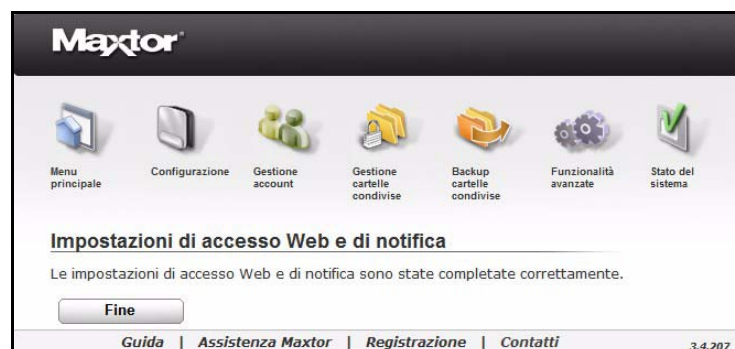 Maxtor
Menu principale
Configurazione
Gestione account
Gestione cartelle condivise
Backup cartelle condivise
Funzionalità avanzate
Stato del sistema
Impostazioni di accesso Web e di notifica
Le impostazioni di accesso Web e di notifica sono state completate correttamente.
Fine
Guida | Assistenza Maxtor | Registrazione | Contatti
3.4.207